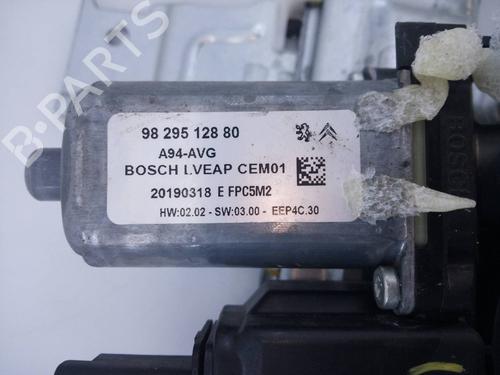 B-PARTS
98 295 128 80
A94-AVG
BOSCH LVEAP CEM01
20190318 E FPC5M2
HW:02.02 - SW:03.00 - EEP4C.30
BOSCH